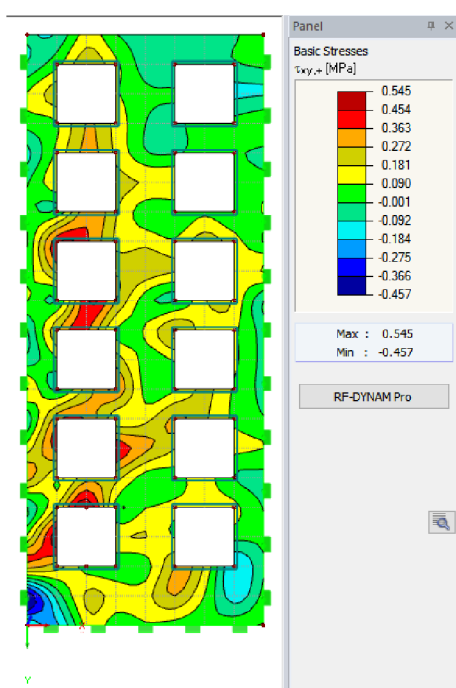 Panel
Basic Stresses
τxy,+ [MPa]
0.545
0.454
0.363
0.272
0.181
0.090
-0.001
-0.092
-0.184
-0.275
-0.366
-0.457
Max : 0.545
Min : -0.457
RF-DYNAM Pro
X
Y